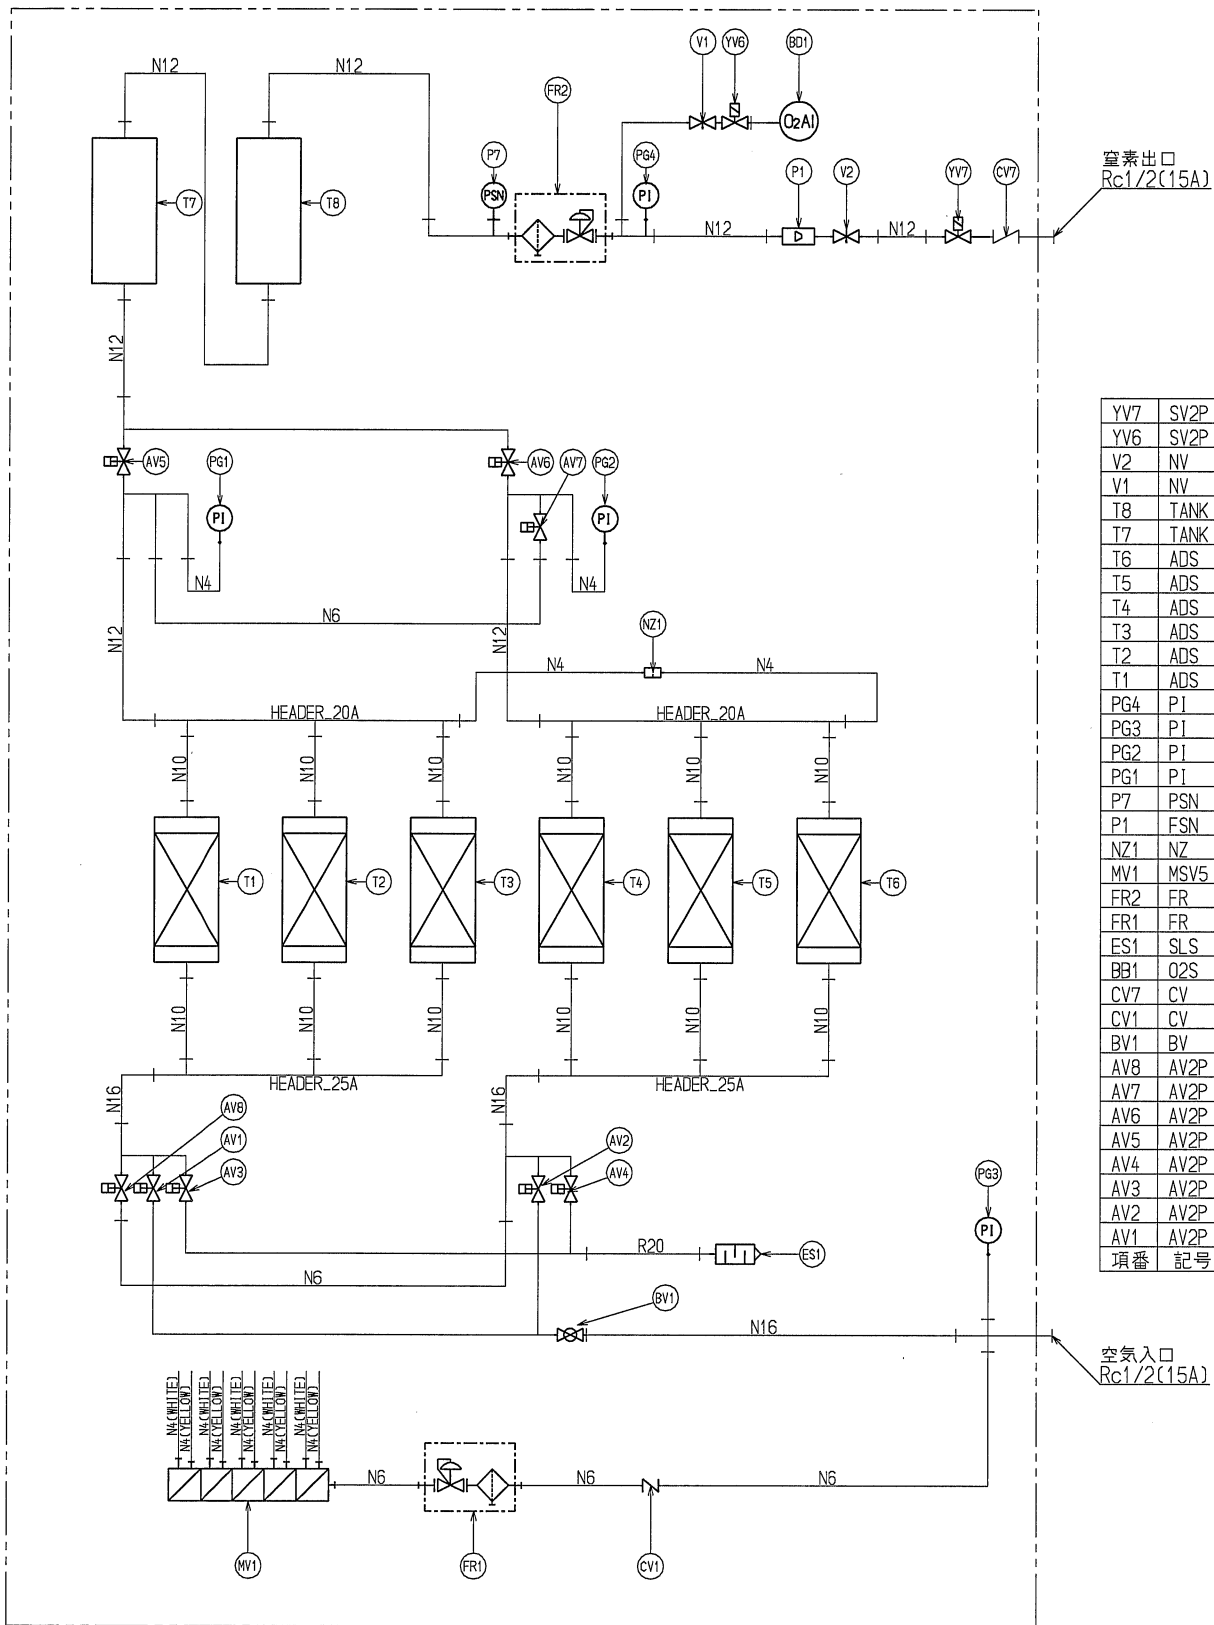 N12
N12
V1
YV6
BD1
FR2
O2AI
P7
PG4
P1
V2
YV7
CV7
窒素出口
Rc1/2(15A)
PSN
PI
T7
T8
N12
N12
N12
AV5
PG1
AV6
AV7
PG2
PI
PI
N4
N4
N6
N12
N12
NZ1
N4
N4
HEADER_20A
HEADER_20A
N10
N10
N10
N10
N10
N10
T1
T2
T3
T4
T5
T6
N10
N10
N10
N10
N10
N10
HEADER_25A
HEADER_25A
N16
N16
AV8
AV1
AV3
AV2
AV4
PG3
PI
R20
ES1
N6
BV1
N16
空気入口
Rc1/2(15A)
N4(WHITE)
N4(YELLOW)
N4(WHITE)
N4(YELLOW)
N4(WHITE)
N4(YELLOW)
N4(WHITE)
N4(YELLOW)
N4(WHITE)
N4(YELLOW)
N6
N6
N6
MV1
FR1
CV1
YV7 SV2P
YV6 SV2P
V2 NV
V1 NV
T8 TANK
T7 TANK
T6 ADS
T5 ADS
T4 ADS
T3 ADS
T2 ADS
T1 ADS
PG4 PI
PG3 PI
PG2 PI
PG1 PI
P7 PSN
P1 FSN
NZ1 NZ
MV1 MSV5
FR2 FR
FR1 FR
ES1 SLS
BB1 O2S
CV7 CV
CV1 CV
BV1 BV
AV8 AV2P
AV7 AV2P
AV6 AV2P
AV5 AV2P
AV4 AV2P
AV3 AV2P
AV2 AV2P
AV1 AV2P
項番 記号